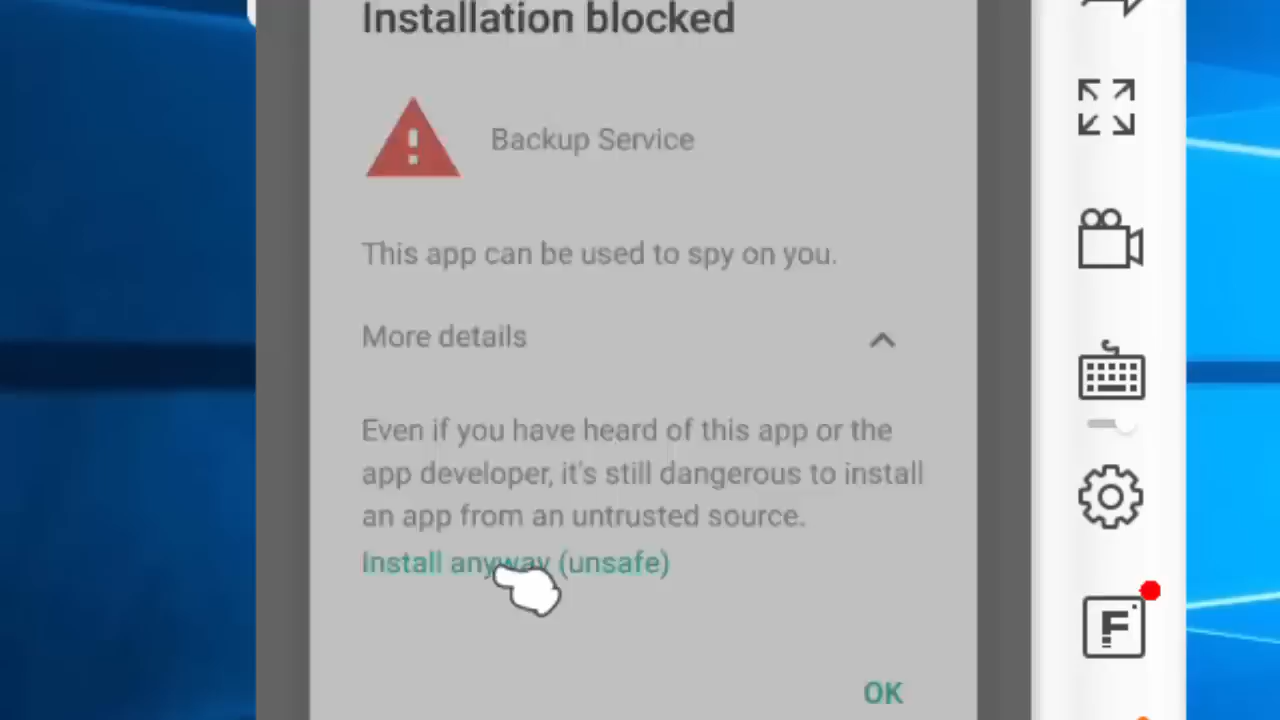 Installation blocked
Backup Service
This app can be used to spy on you.
More details
Even if you have heard of this app or the
app developer, it's still dangerous to install
an app from an untrusted source.
Install anyway (unsafe)
F
OK